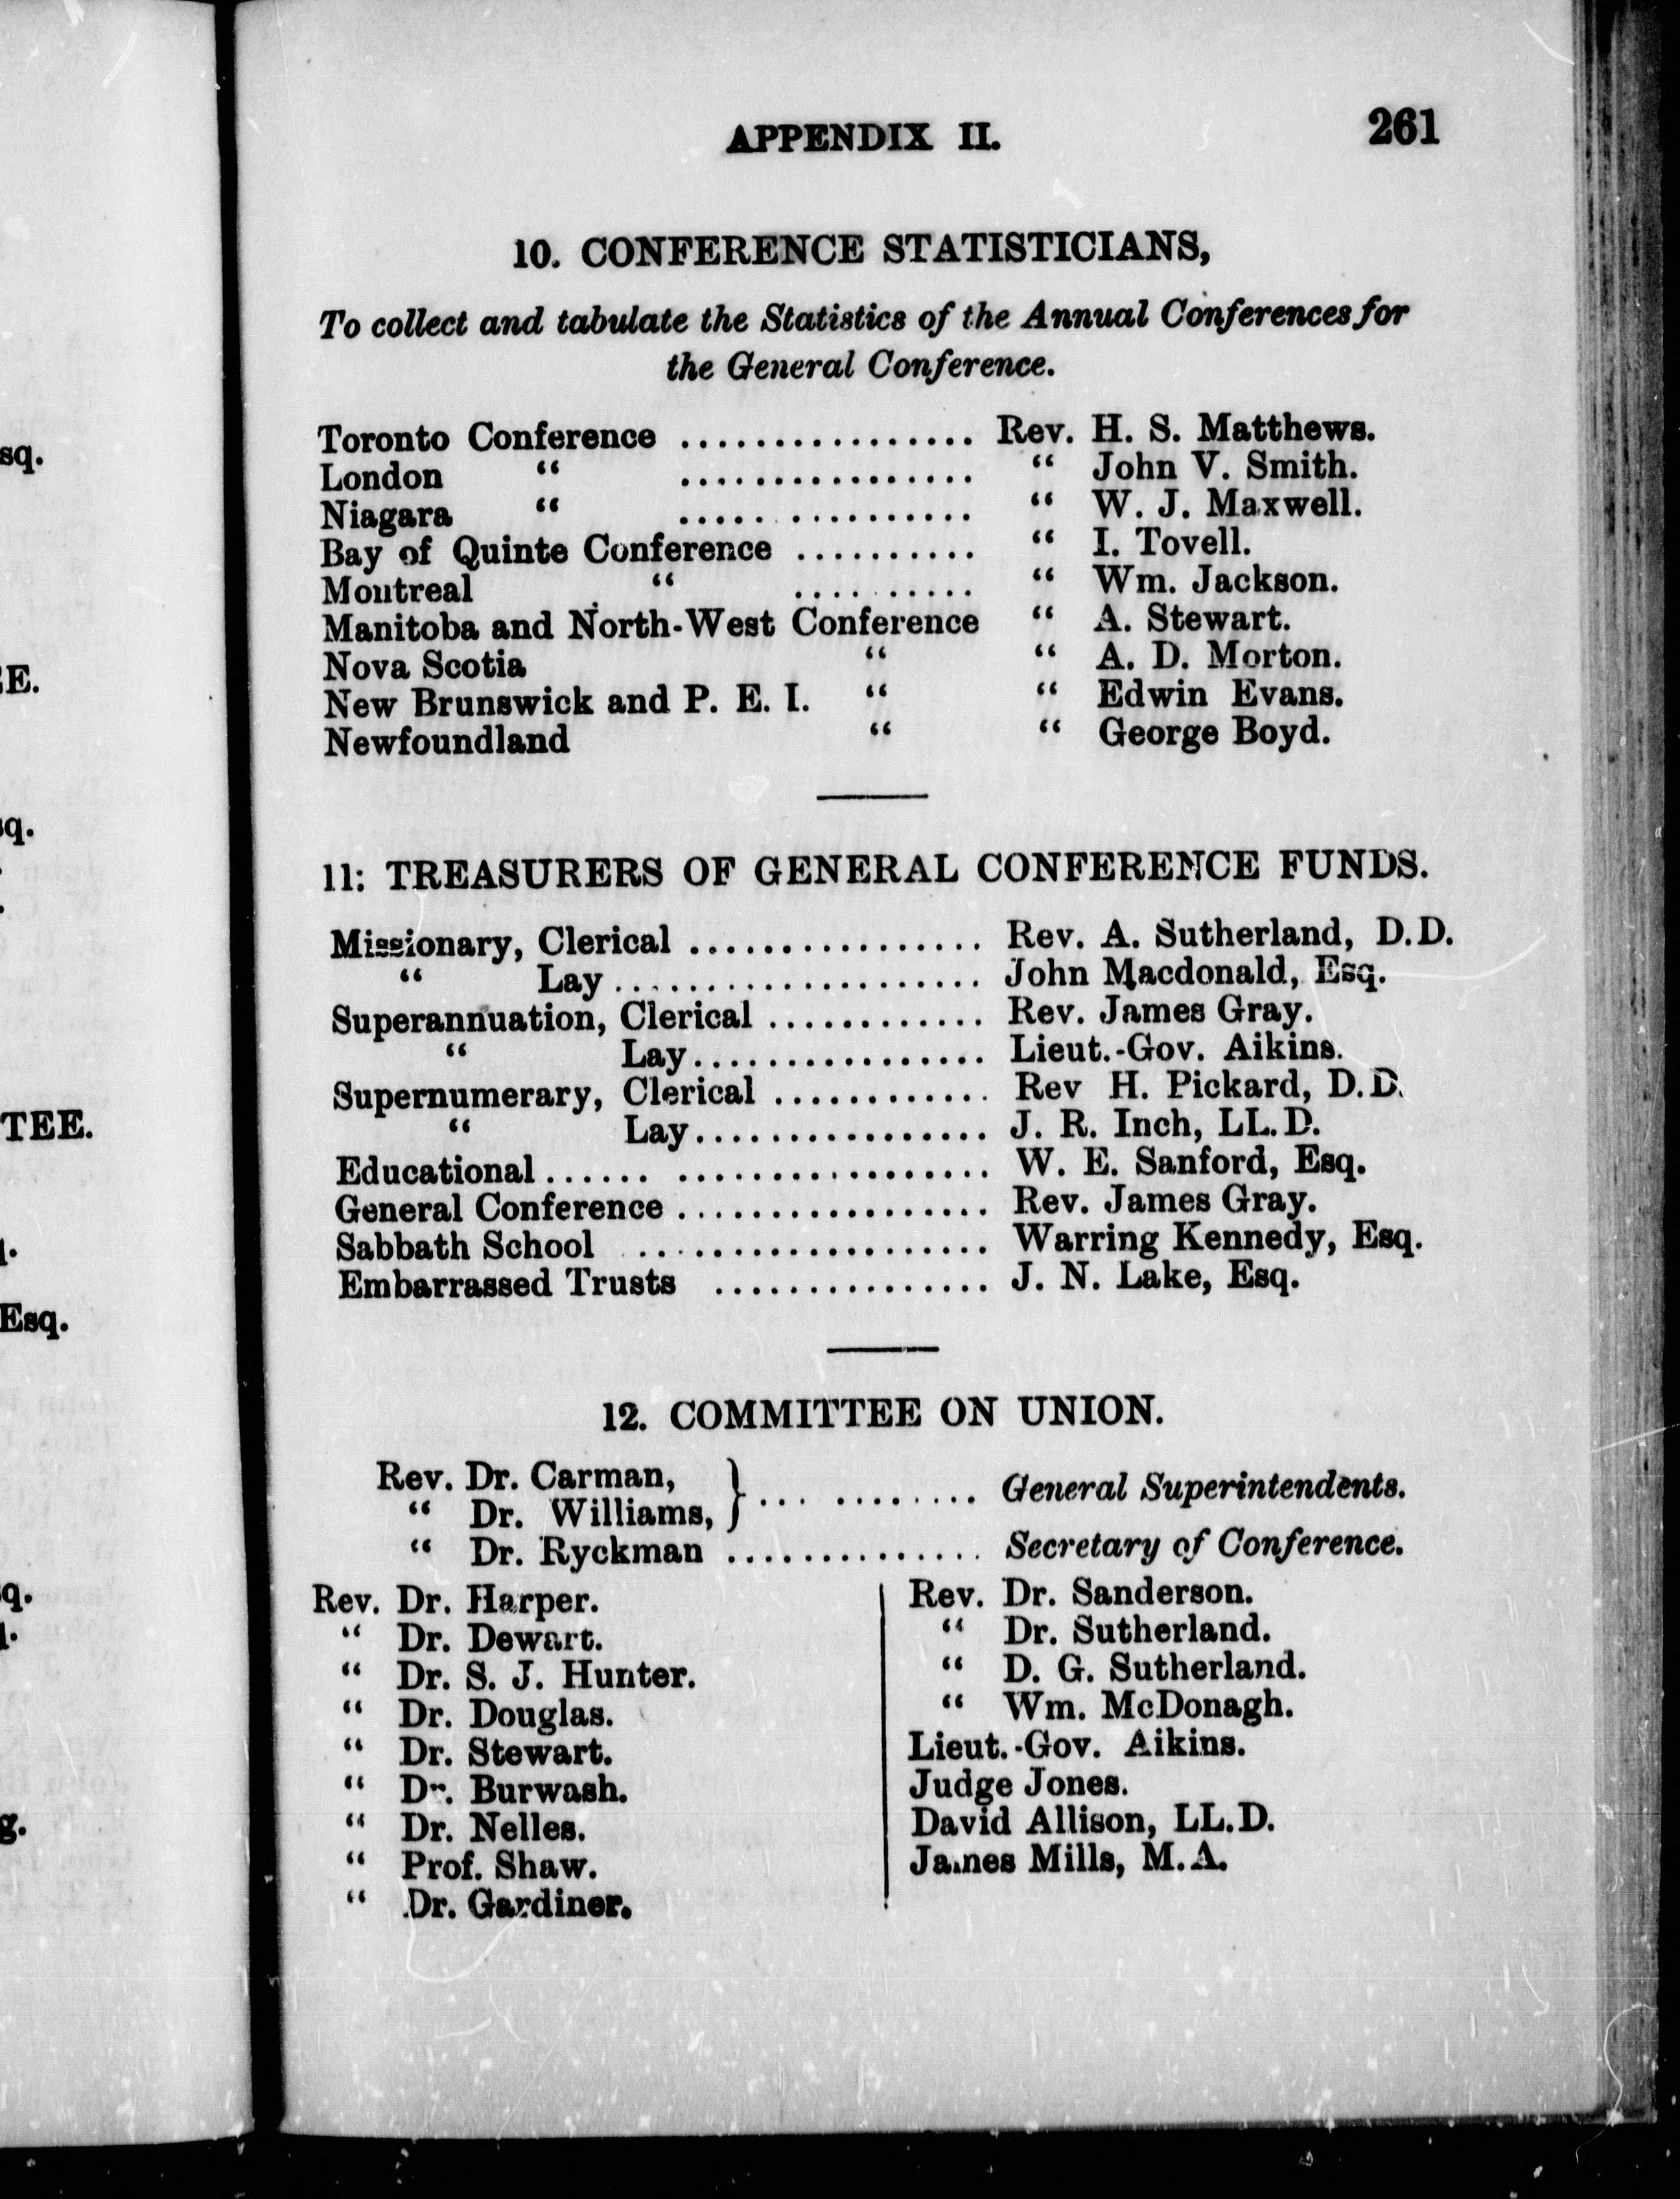 sq.
E.
q.
TEE.
Esq.
q.
g.
APPENDIX II. 261
10. CONFERENCE STATISTICIANS,
To collect and tabulate the Statistics of the Annual Conferences for
the General Conference.
Toronto Conference ................ Rev. H. S. Matthews.
London “ ................ “ John V. Smith.
Niagara “ ................ “ W. J. Maxwell.
Bay of Quinte Conference .......... “ I. Tovell.
Montreal “ .......... “ Wm. Jackson.
Manitoba and North-West Conference “ A. Stewart.
Nova Scotia “ “ A. D. Morton.
New Brunswick and P. E. I. “ “ Edwin Evans.
Newfoundland “ “ George Boyd.
11: TREASURERS OF GENERAL CONFERENCE FUNDS.
Missionary, Clerical ................ Rev. A. Sutherland, D.D.
“ Lay .................... John Macdonald, Esq.
Superannuation, Clerical ............ Rev. James Gray.
“ Lay ................ Lieut.-Gov. Aikins.
Supernumerary, Clerical ............ Rev H. Pickard, D.D.
“ Lay ................ J. R. Inch, LL.D.
Educational ...... ................. W. E. Sanford, Esq.
General Conference ................. Rev. James Gray.
Sabbath School ................... Warring Kennedy, Esq.
Embarrassed Trusts ............... J. N. Lake, Esq.
12. COMMITTEE ON UNION.
Rev. Dr. Carman,
“ Dr. Williams, } ... ........ General Superintendents.
“ Dr. Ryckman .............. Secretary of Conference.
Rev. Dr. Harper.
“ Dr. Dewart.
“ Dr. S. J. Hunter.
“ Dr. Douglas.
“ Dr. Stewart.
“ Dr. Burwash.
“ Dr. Nelles.
“ Prof. Shaw.
“ Dr. Gardiner.
Rev. Dr. Sanderson.
“ Dr. Sutherland.
“ D. G. Sutherland.
“ Wm. McDonagh.
Lieut.-Gov. Aikins.
Judge Jones.
David Allison, LL.D.
James Mills, M.A.